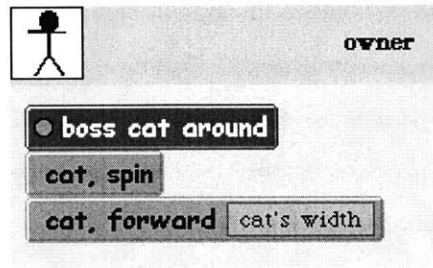 owner
boss cat around
cat, spin
cat, forward cat's width